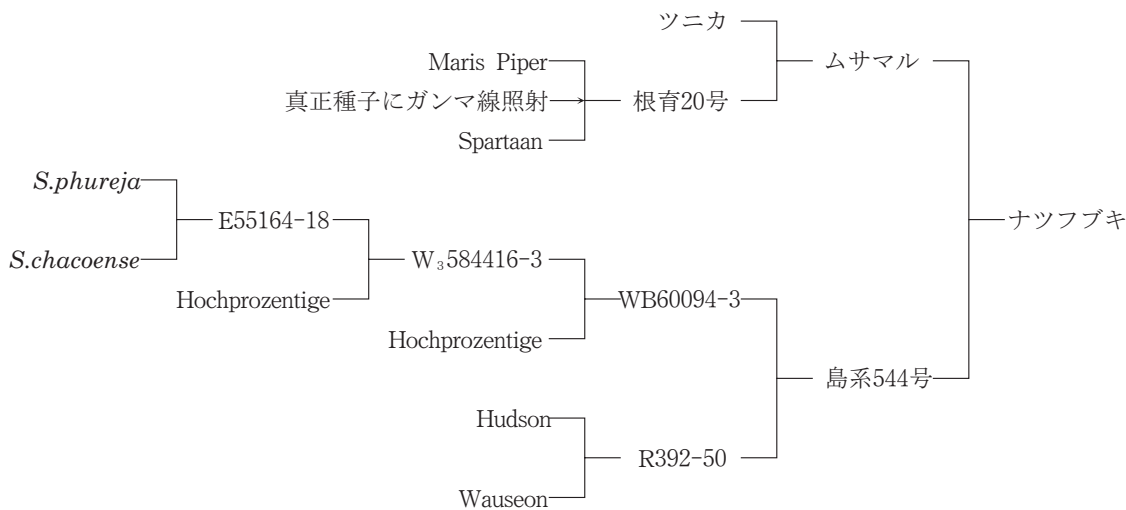 ツニカ
Maris Piper
ムサマル
真正種子にガンマ線照射
根育20号
Spartaan
S.phureja
E55164-18
ナツフブキ
S.chacoense
W₃584416-3
Hochprozentige
WB60094-3
Hochprozentige
島系544号
Hudson
R392-50
Wauseon